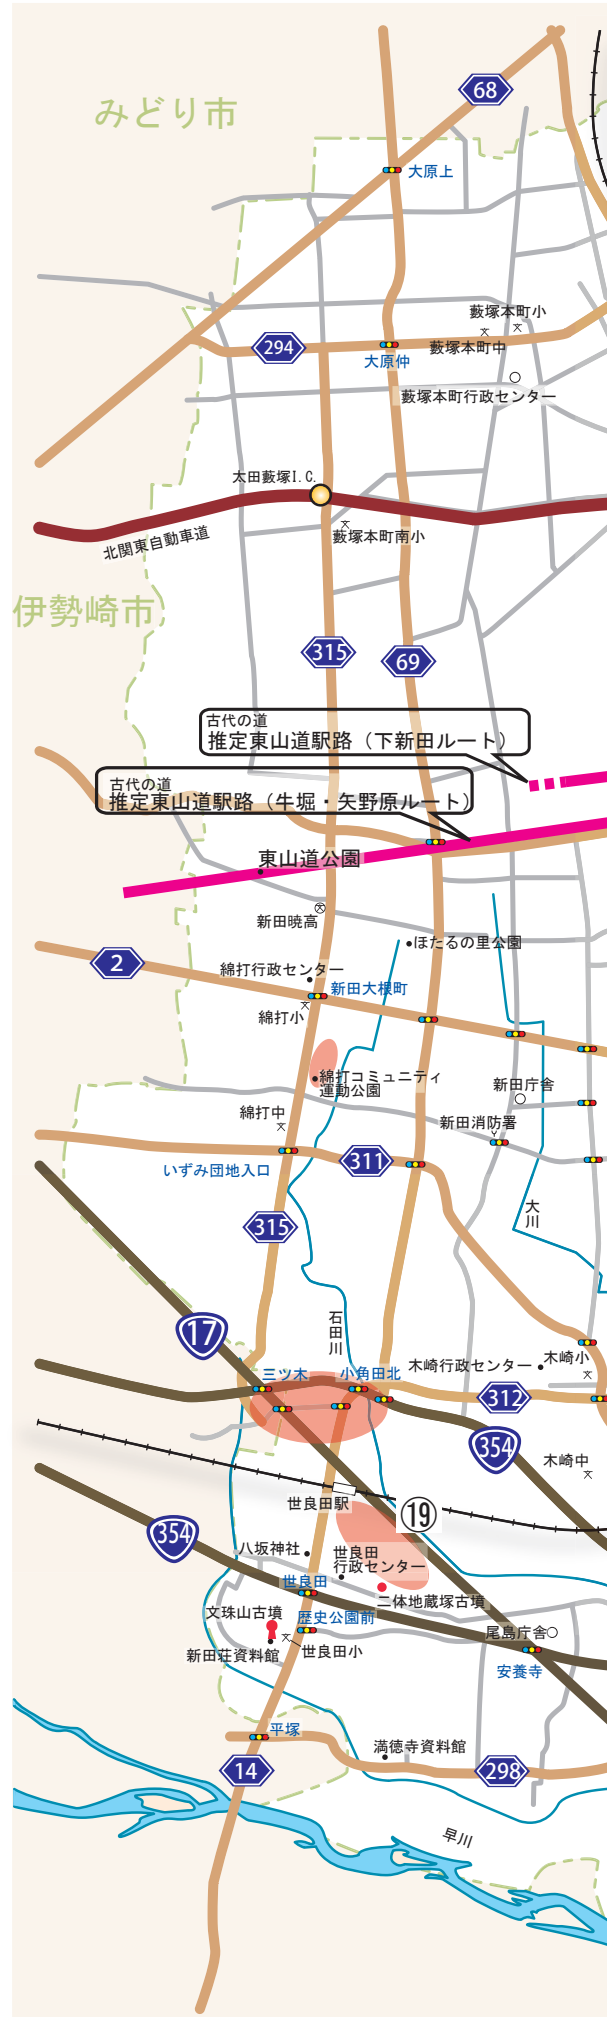 68
みどり市
大原上
藪塚本町小
294
藪塚本町中
大原仲
藪塚本町行政センター
太田藪塚I.C.
北関東自動車道
藪塚本町南小
伊勢崎市
315
69
古代の道
推定東山道駅路（下新田ルート）
古代の道
推定東山道駅路（牛堀・矢野原ルート）
東山道公園
新田暁高
ほたるの里公園
2
綿打行政センター
新田大根町
綿打小
綿打コミュニティ
運動公園
新田庁舎
綿打中
新田消防署
いずみ団地入口
311
大川
315
石田川
17
三ツ木
小角田北
木崎行政センター
木崎小
312
354
木崎中
世良田駅
19
354
八坂神社
世良田
行政センター
世良田
二体地蔵塚古墳
文珠山古墳
歴史公園前
尾島庁舎
新田荘資料館
世良田小
安養寺
平塚
満徳寺資料館
14
298
早川